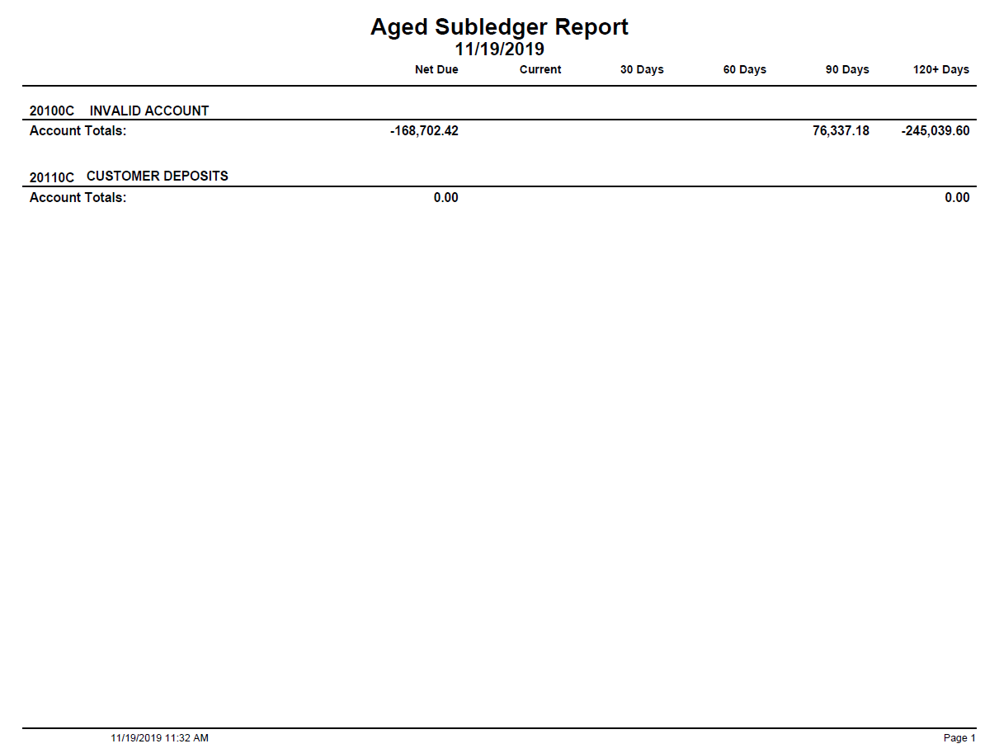 Aged Subledger Report
11/19/2019
Net Due Current 30 Days 60 Days 90 Days 120+ Days
20100C INVALID ACCOUNT
Account Totals: -168,702.42 76,337.18 -245,039.60
20110C CUSTOMER DEPOSITS
Account Totals: 0.00 0.00
11/19/2019 11:32 AM Page 1